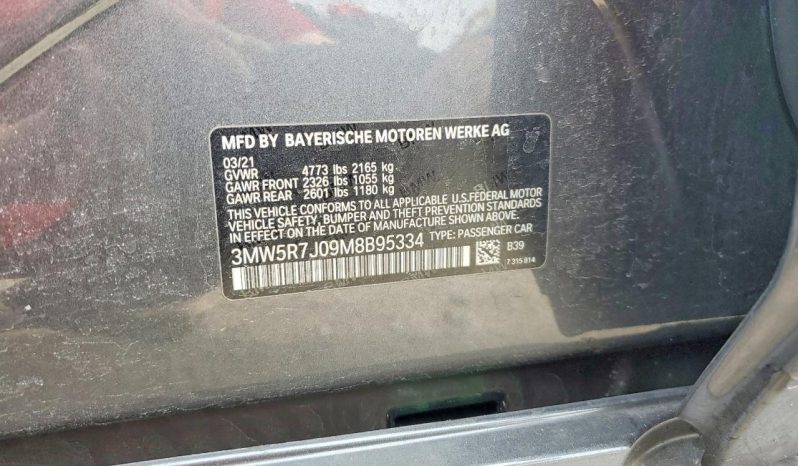 MFD BY BAYERISCHE MOTOREN WERKE AG
03/21
GVWR 4773 lbs 2165 kg
GAWR FRONT 2326 lbs 1055 kg
GAWR REAR 2601 lbs 1180 kg
THIS VEHICLE CONFORMS TO ALL APPLICABLE U.S.FEDERAL MOTOR
VEHICLE SAFETY, BUMPER AND THEFT PREVENTION STANDARDS
IN EFFECT ON THE DATE OF MANUFACTURE SHOWN ABOVE.
3MW5R7J09M8B95334 TYPE: PASSENGER CAR
B39
7 315 814